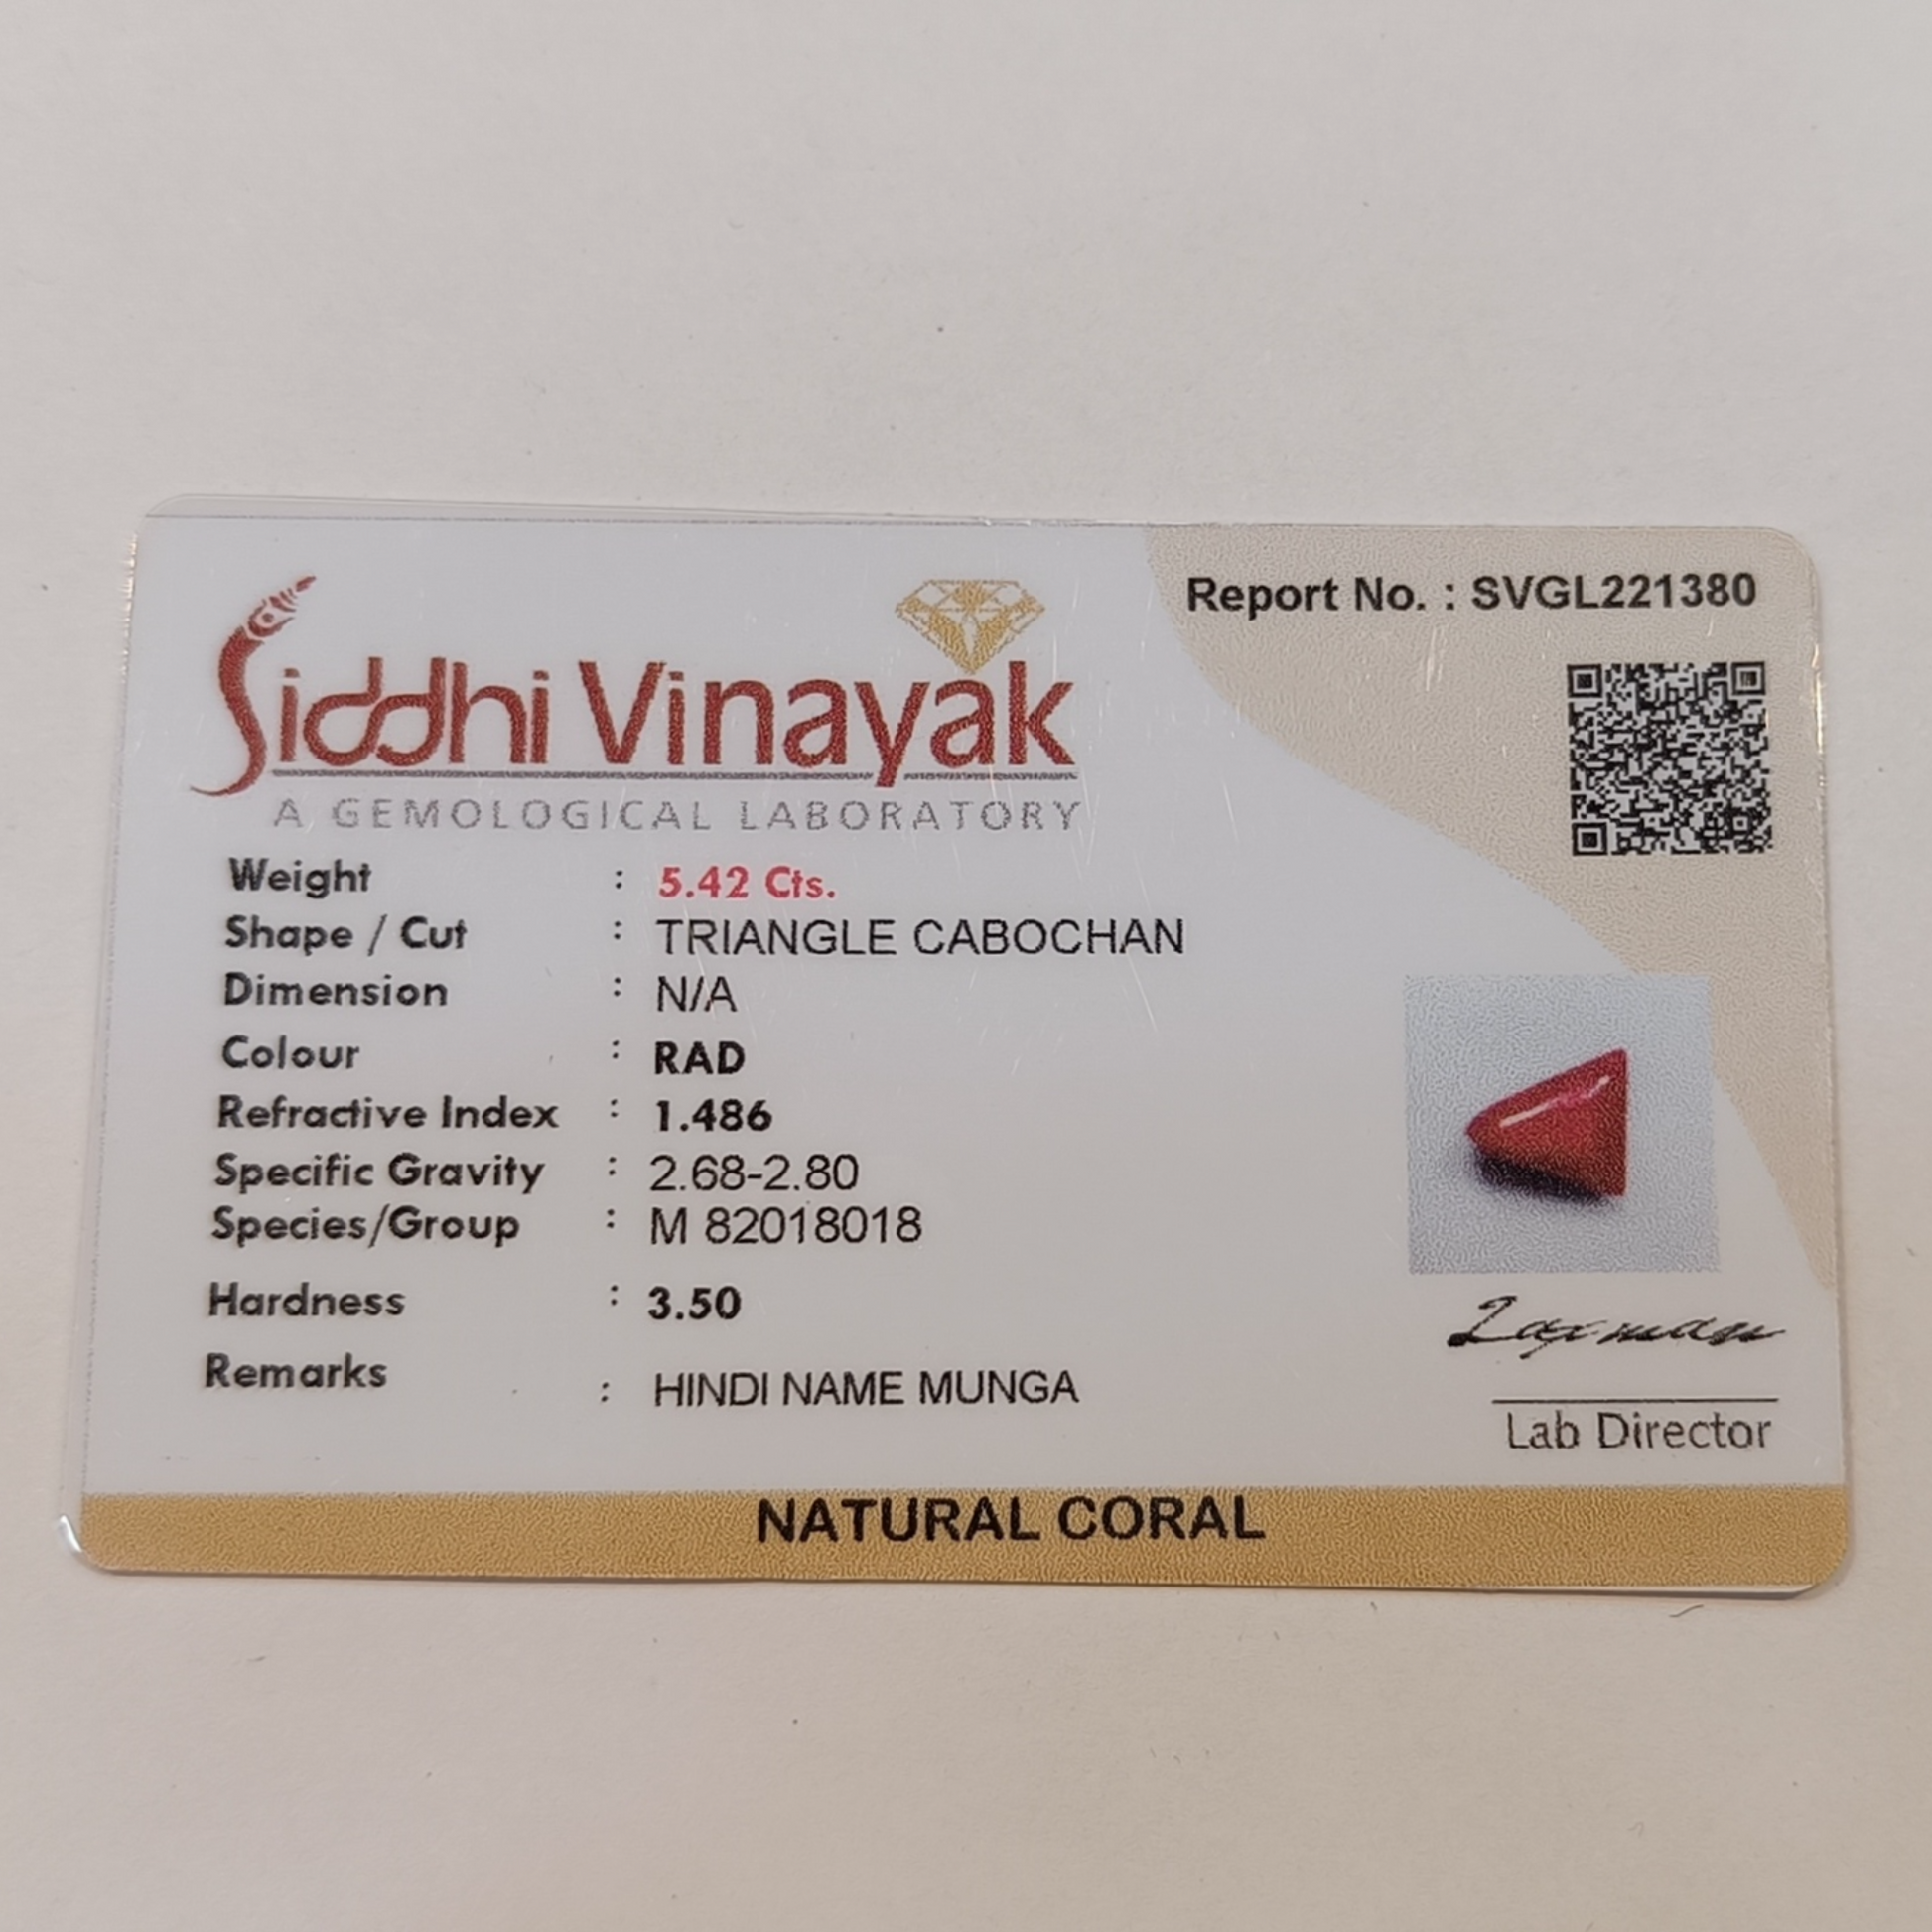 Report No. : SVGL221380
Siddhi Vinayak
A GEMOLOGICAL LABORATORY
Weight : 5.42 Cts.
Shape / Cut : TRIANGLE CABOCHAN
Dimension : N/A
Colour : RAD
Refractive Index : 1.486
Specific Gravity : 2.68-2.80
Species/Group : M 82018018
Hardness : 3.50
Remarks : HINDI NAME MUNGA
Laxman
Lab Director
NATURAL CORAL